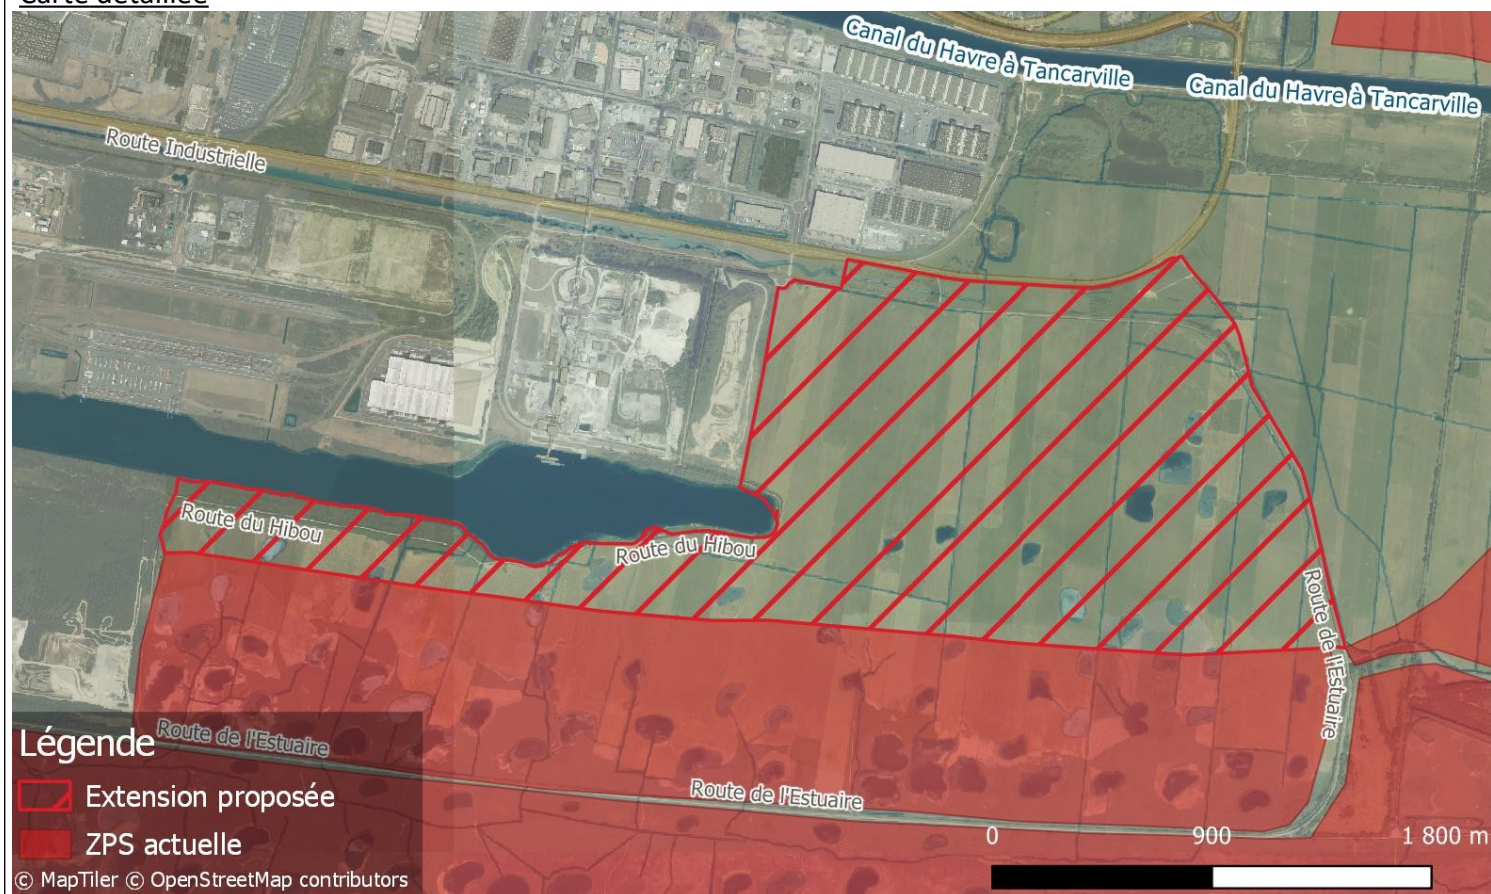 Carte détaillée
Canal du Havre à Tancarville
Canal du Havre à Tancarville
Route Industrielle
Route du Hibou
Route du Hibou
Route de l'Estuaire
Route de l'Estuaire
Route de l'Estuaire
Légende
Extension proposée
ZPS actuelle
© MapTiler © OpenStreetMap contributors
0 900 1 800 m